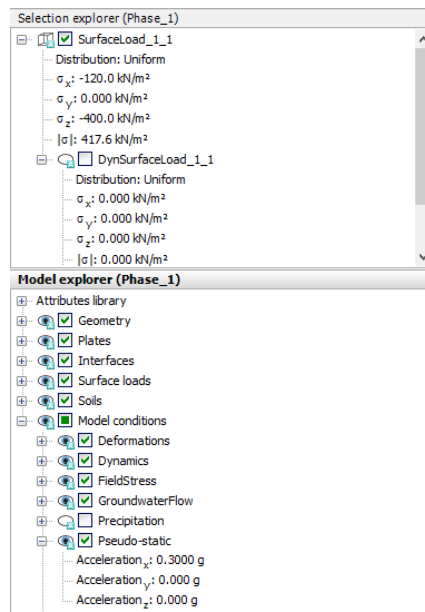 Selection explorer (Phase_1)
SurfaceLoad_1_1
Distribution: Uniform
σx: -120.0 kN/m²
σy: 0.000 kN/m²
σz: -400.0 kN/m²
|σ|: 417.6 kN/m²
DynSurfaceLoad_1_1
Distribution: Uniform
σx: 0.000 kN/m²
σy: 0.000 kN/m²
σz: 0.000 kN/m²
|σ|: 0.000 kN/m²
Model explorer (Phase_1)
Attributes library
Geometry
Plates
Interfaces
Surface loads
Soils
Model conditions
Deformations
Dynamics
FieldStress
GroundwaterFlow
Precipitation
Pseudo-static
Accelerationx: 0.3000 g
Accelerationy: 0.000 g
Accelerationz: 0.000 g